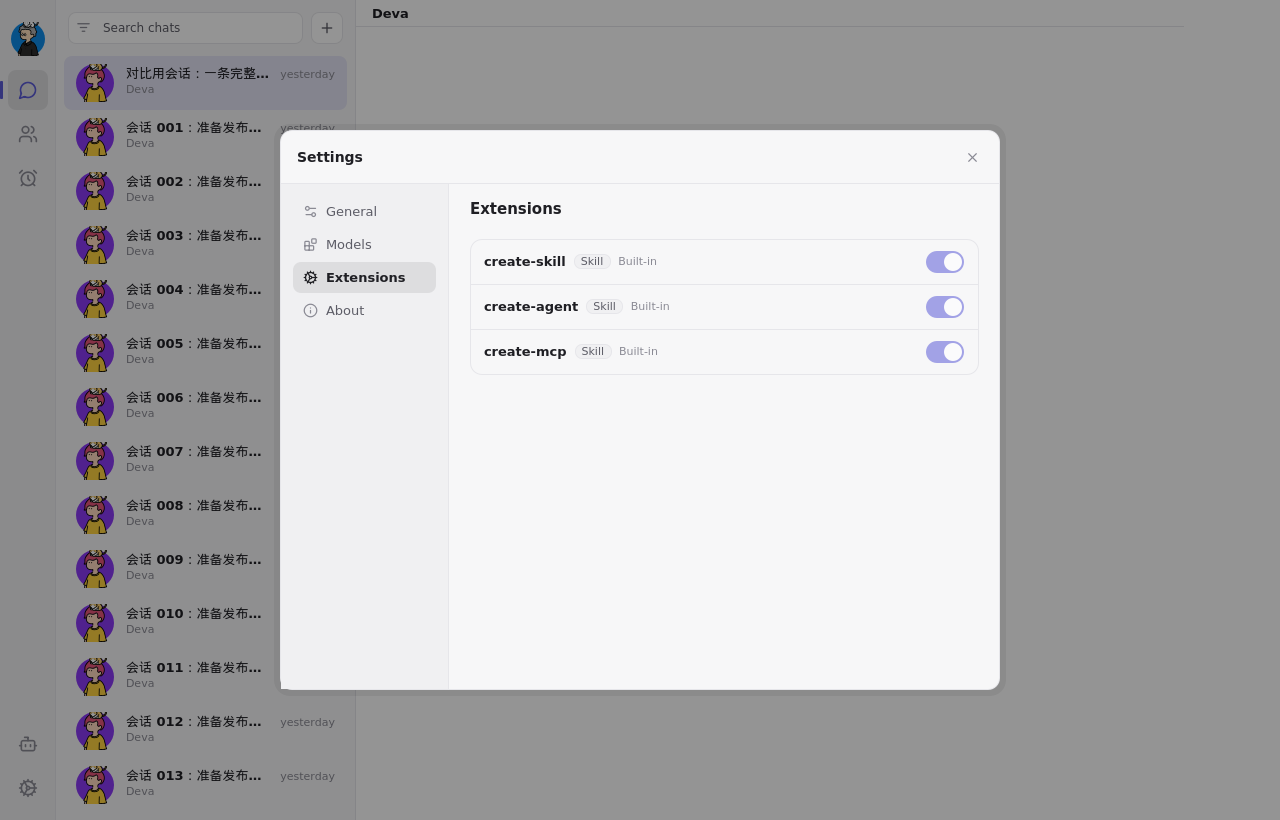 Search chats
Deva
对比用会话：一条完整...
yesterday
Deva
会话 001：准备发布...
yesterday
Deva
会话 002：准备发布...
Deva
会话 003：准备发布...
Deva
会话 004：准备发布...
Deva
会话 005：准备发布...
Deva
会话 006：准备发布...
Deva
会话 007：准备发布...
Deva
会话 008：准备发布...
Deva
会话 009：准备发布...
Deva
会话 010：准备发布...
Deva
会话 011：准备发布...
Deva
会话 012：准备发布...
yesterday
Deva
会话 013：准备发布...
yesterday
Deva
Settings
General
Models
Extensions
About
Extensions
create-skill Skill Built-in
create-agent Skill Built-in
create-mcp Skill Built-in